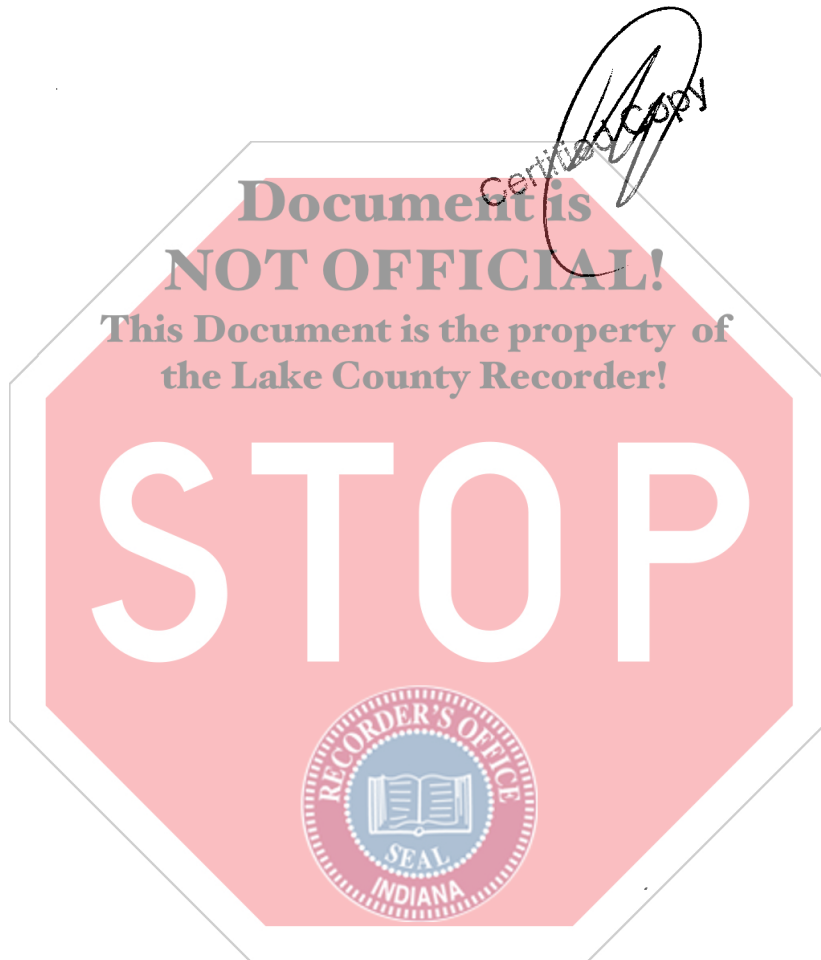 Certified Copy
Document is
NOT OFFICIAL!
This Document is the property of
the Lake County Recorder!
STOP
RECORDER'S OFFICE
SEAL
INDIANA